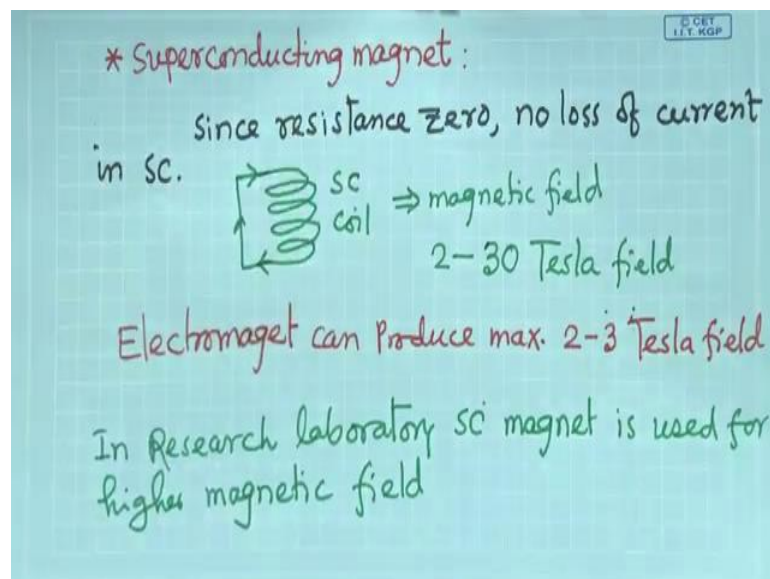 © CET
I.I.T. KGP
* Superconducting magnet :
Since resistance zero, no loss of current
in SC.
SC
coil
⇒ magnetic field
2-30 Tesla field
Electromaget can Produce max. 2-3 Tesla field
In Research laboratory SC magnet is used for
higher magnetic field